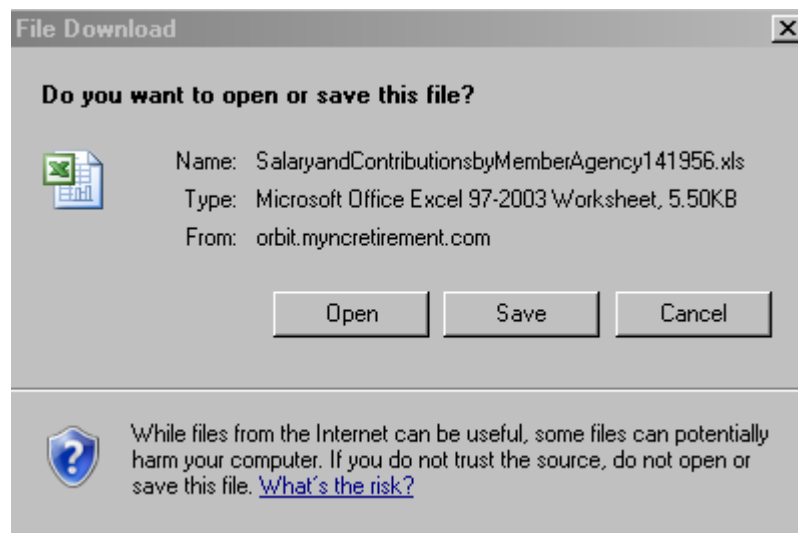 File Download
Do you want to open or save this file?
Name: SalaryandContributionsbyMemberAgency141956.xls
Type: Microsoft Office Excel 97-2003 Worksheet, 5.50KB
From: orbit.myncretirement.com
Open Save Cancel
While files from the Internet can be useful, some files can potentially
harm your computer. If you do not trust the source, do not open or
save this file. What's the risk?